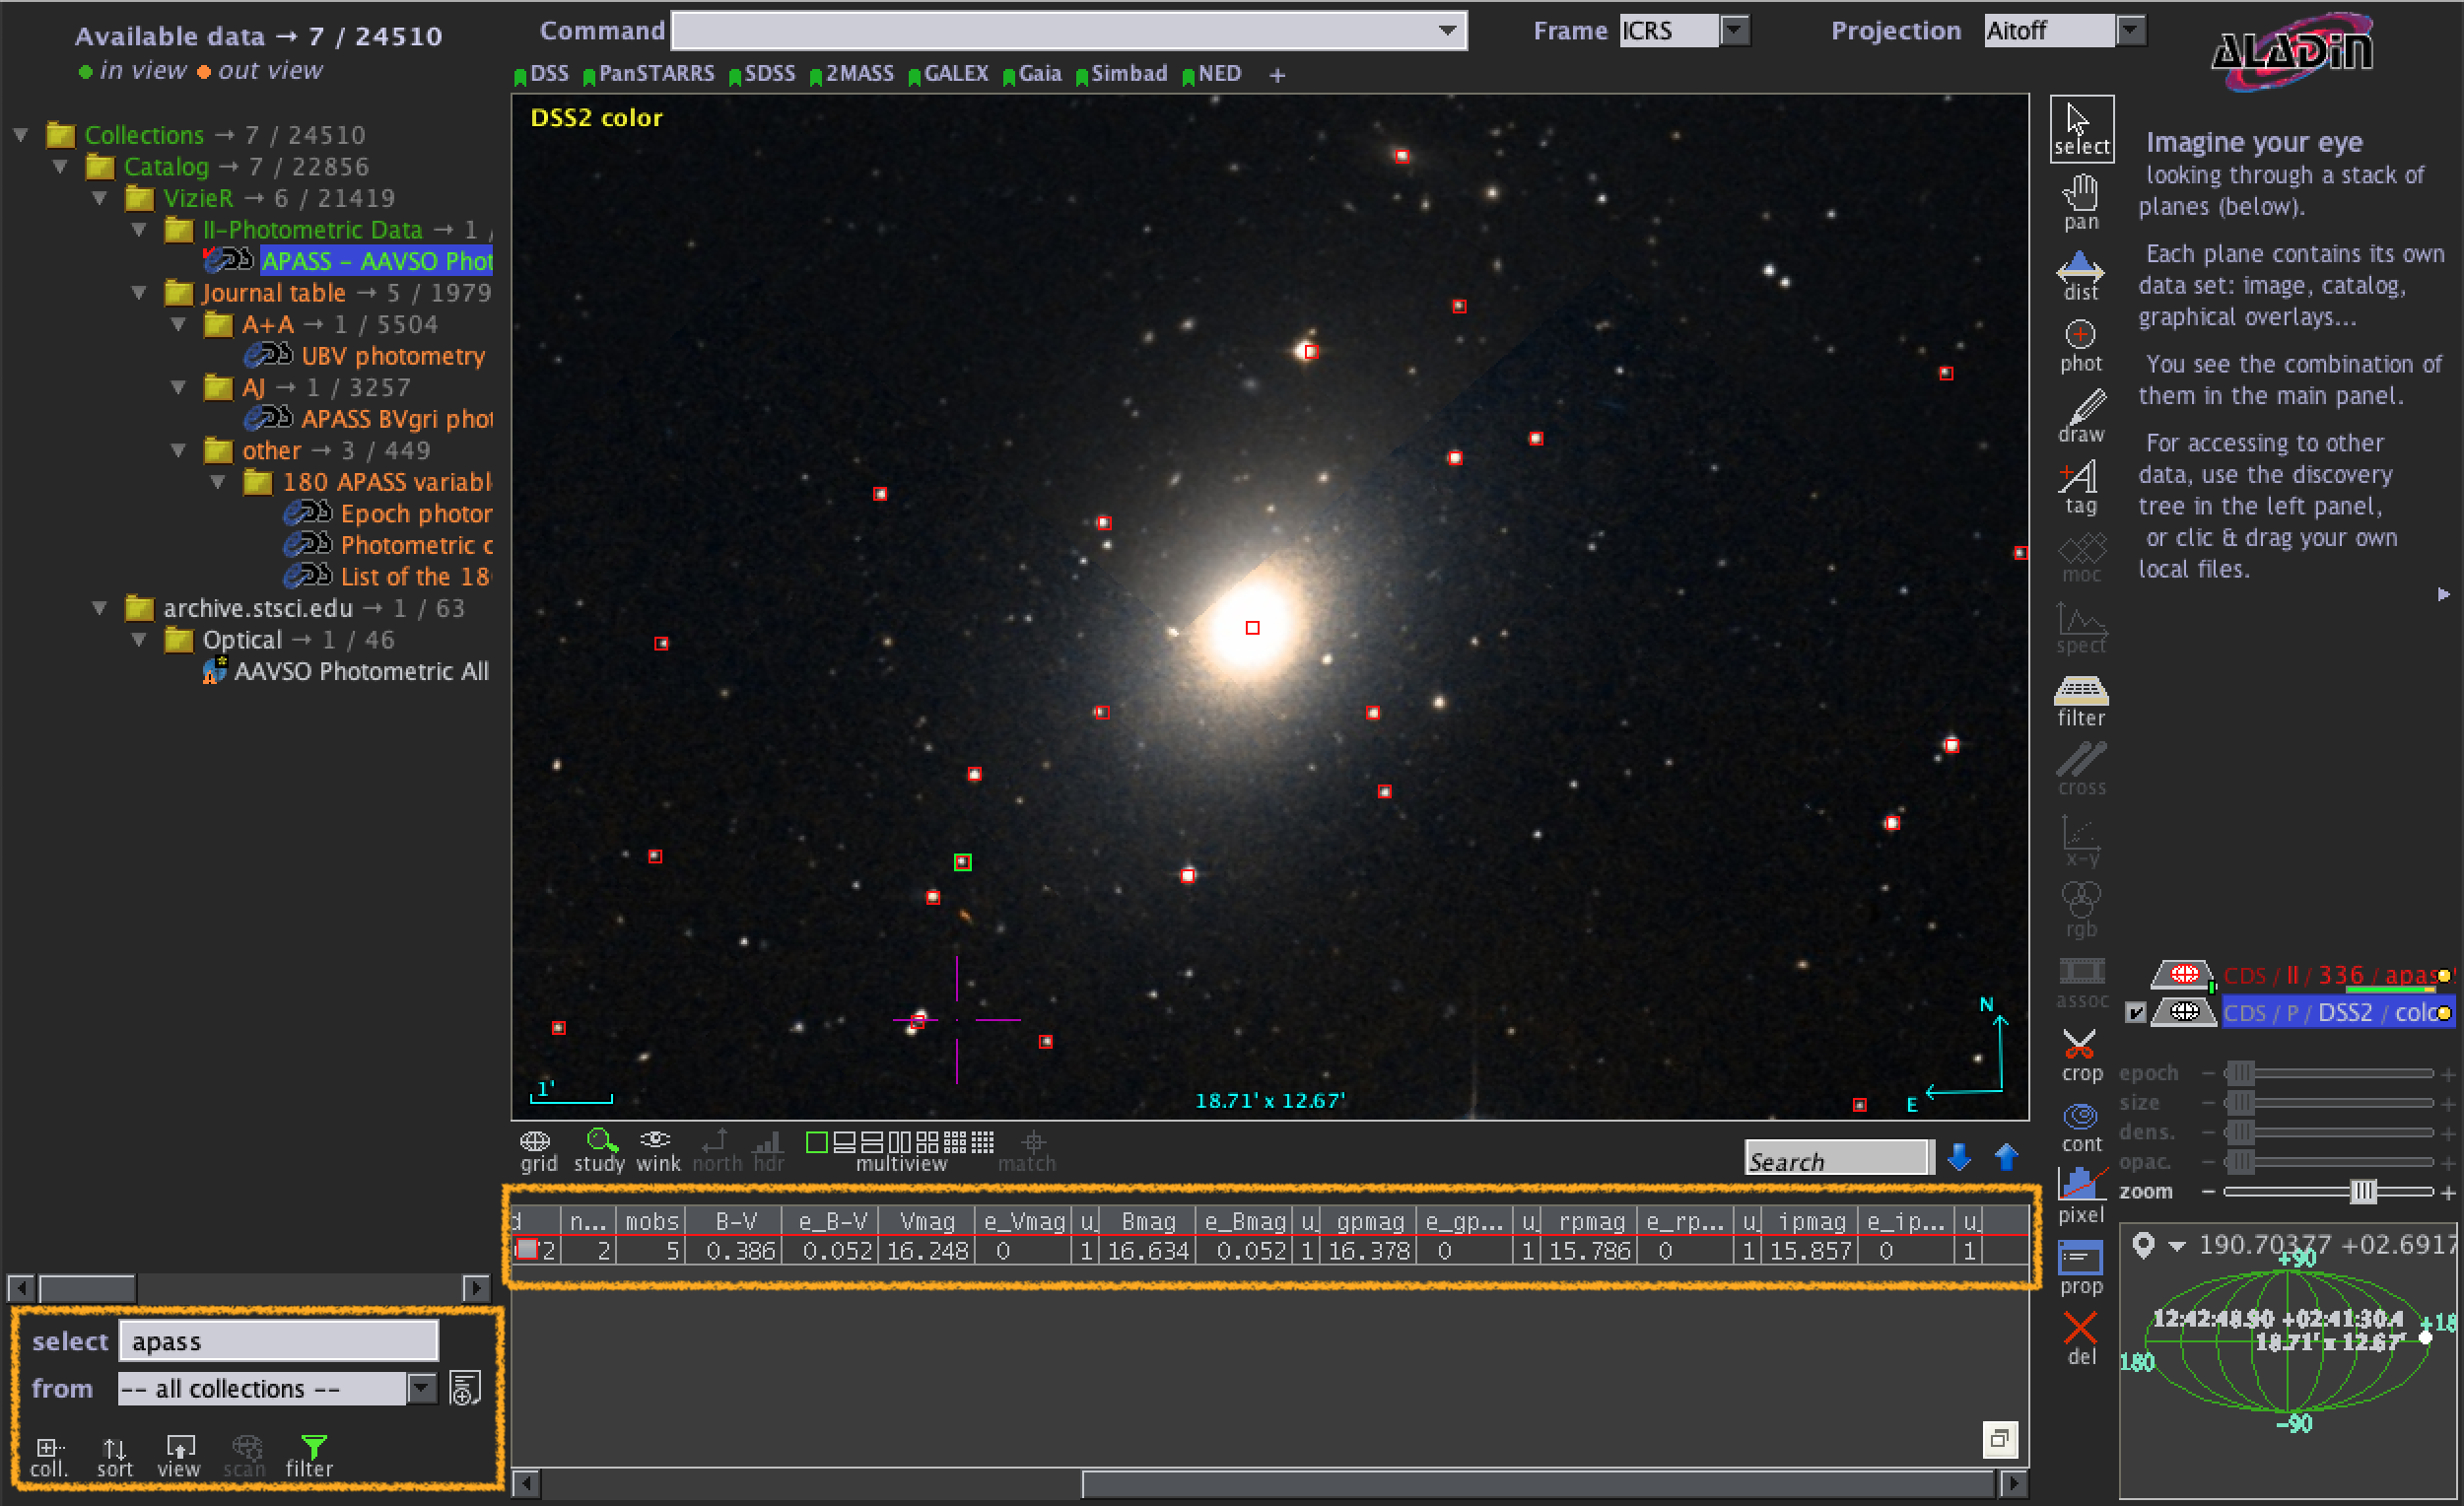 Available data → 7 / 24510
in view out view
Command
Frame ICRS
Projection Aitoff
ALADIN
DSS PanSTARRS SDSS 2MASS GALEX Gaia Simbad NED +
Collections → 7 / 24510
Catalog → 7 / 22856
VizieR → 6 / 21419
II-Photometric Data → 1 /
APASS - AAVSO Phot
Journal table → 5 / 1979
A+A → 1 / 5504
UBV photometry
AJ → 1 / 3257
APASS BVgri phot
other → 3 / 449
180 APASS variabl
Epoch photor
Photometric c
List of the 18
archive.stsci.edu → 1 / 63
Optical → 1 / 46
AAVSO Photometric All
select apass
from -- all collections --
coll. sort view scan filter
DSS2 color
1'
18.71' x 12.67'
N
E
grid study wink north hdr multiview match
Search
d n... mobs B-V e_B-V Vmag e_Vmag u_ Bmag e_Bmag u_ gpmag e_gp... u_ rpmag e_rp... u_ ipmag e_ip... u_
2 2 5 0.386 0.052 16.248 0 1 16.634 0.052 1 16.378 0 1 15.786 0 1 15.857 0 1
select
pan
dist
phot
draw
tag
moc
spect
filter
cross
x-y
rgb
assoc
crop
cont
pixel
prop
del
Imagine your eye
looking through a stack of
planes (below).
Each plane contains its own
data set: image, catalog,
graphical overlays...
You see the combination of
them in the main panel.
For accessing to other
data, use the discovery
tree in the left panel,
or clic & drag your own
local files.
CDS / II / 336 / apas
CDS / P / DSS2 / colo
epoch - +
size - +
dens. - +
opac. - +
zoom - +
190.70377 +02.6917
+90
12:42:48.90 +02:41:30.4
+18
18.71' x 12.67'
180
-90